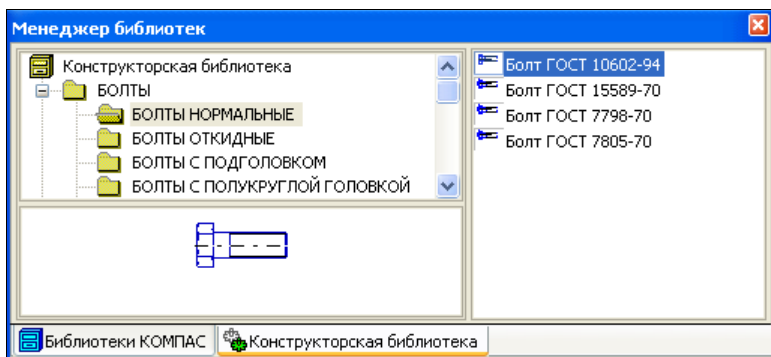 Менеджер библиотек
Конструкторская библиотека
БОЛТЫ
БОЛТЫ НОРМАЛЬНЫЕ
БОЛТЫ ОТКИДНЫЕ
БОЛТЫ С ПОДГОЛОВКОМ
БОЛТЫ С ПОЛУКРУГЛОЙ ГОЛОВКОЙ
Болт ГОСТ 10602-94
Болт ГОСТ 15589-70
Болт ГОСТ 7798-70
Болт ГОСТ 7805-70
Библиотеки КОМПАС
Конструкторская библиотека